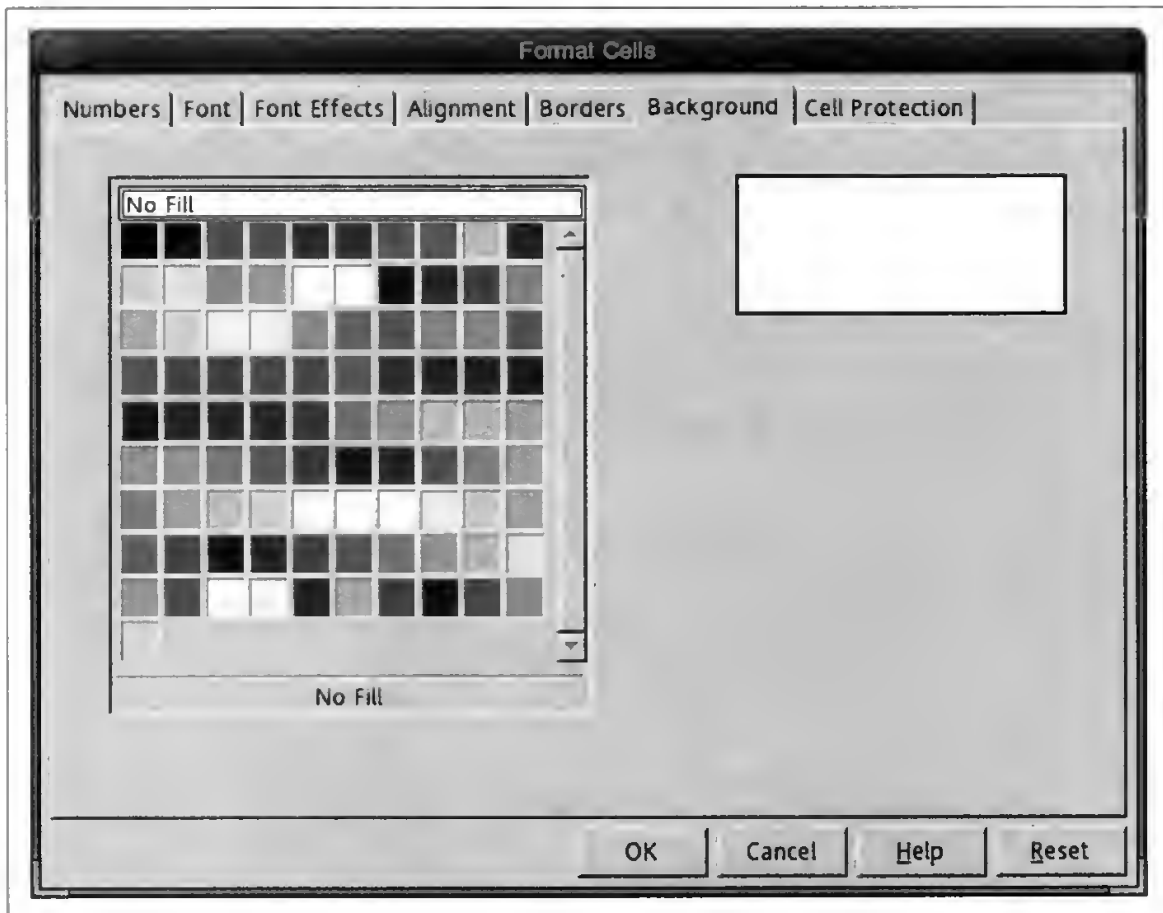 Format Cells
Numbers Font Font Effects Alignment Borders Background Cell Protection
No Fill
No Fill
OK Cancel Help Reset